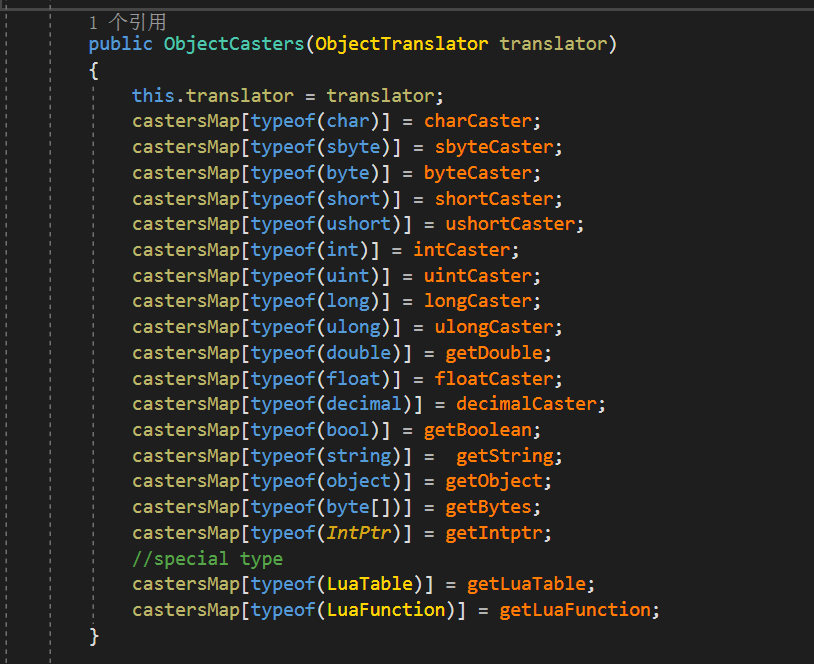 1 个引用
public ObjectCasters(ObjectTranslator translator)
{
    this.translator = translator;
    castersMap[typeof(char)] = charCaster;
    castersMap[typeof(sbyte)] = sbyteCaster;
    castersMap[typeof(byte)] = byteCaster;
    castersMap[typeof(short)] = shortCaster;
    castersMap[typeof(ushort)] = ushortCaster;
    castersMap[typeof(int)] = intCaster;
    castersMap[typeof(uint)] = uintCaster;
    castersMap[typeof(long)] = longCaster;
    castersMap[typeof(ulong)] = ulongCaster;
    castersMap[typeof(double)] = getDouble;
    castersMap[typeof(float)] = floatCaster;
    castersMap[typeof(decimal)] = decimalCaster;
    castersMap[typeof(bool)] = getBoolean;
    castersMap[typeof(string)] =  getString;
    castersMap[typeof(object)] = getObject;
    castersMap[typeof(byte[])] = getBytes;
    castersMap[typeof(IntPtr)] = getIntptr;
    //special type
    castersMap[typeof(LuaTable)] = getLuaTable;
    castersMap[typeof(LuaFunction)] = getLuaFunction;
}